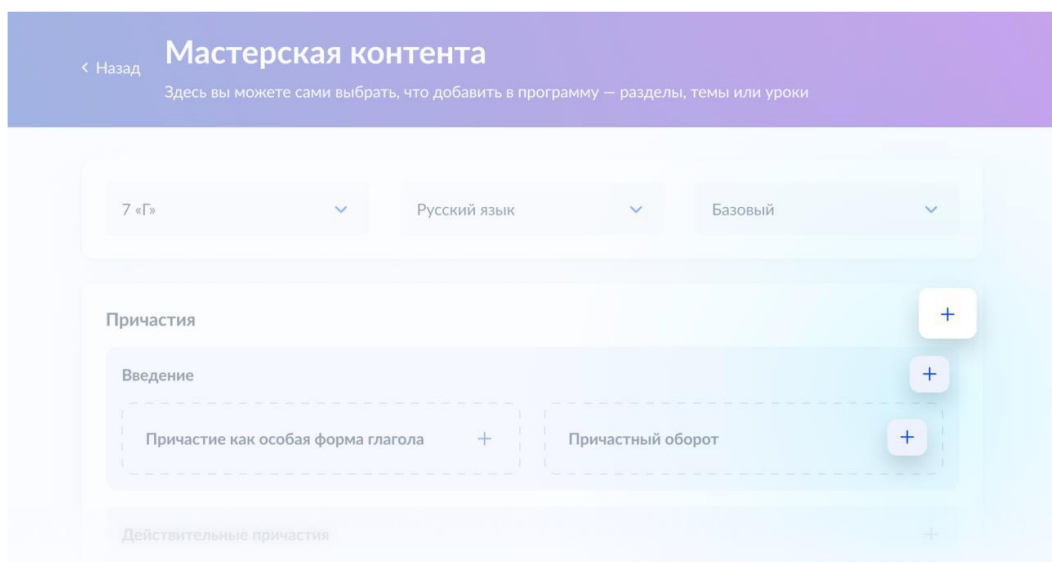 Мастерская контента
< Назад
Здесь вы можете сами выбрать, что добавить в программу — разделы, темы или уроки
7 «Г»
Русский язык
Базовый
Причастия
+
Введение
+
Причастие как особая форма глагола +
Причастный оборот +
Действительные причастия +